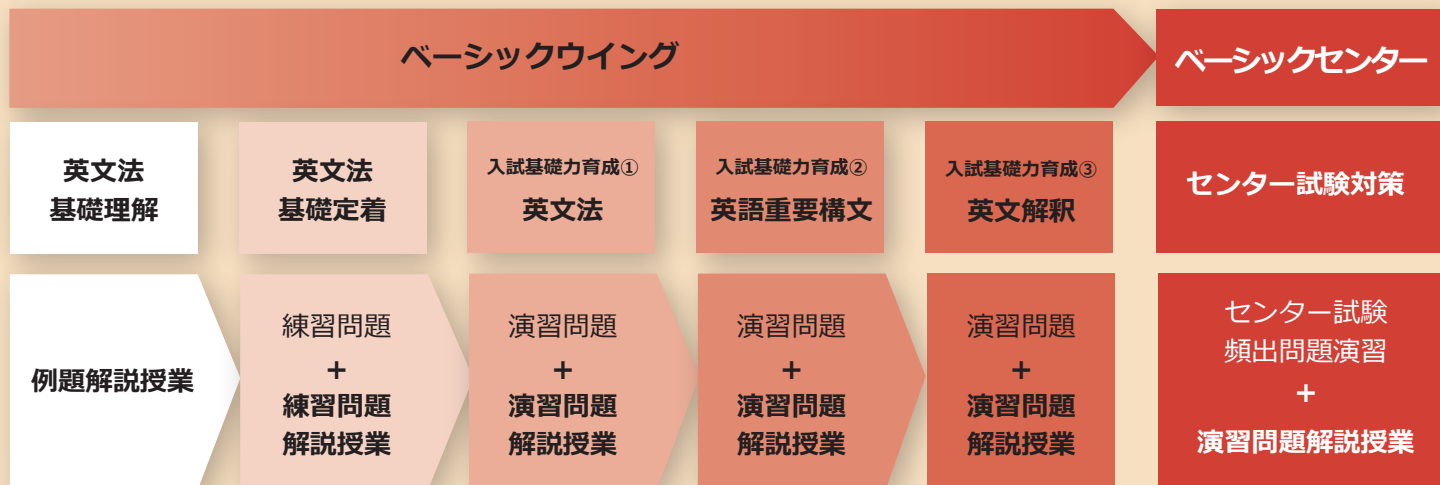 ベーシックウイング
ベーシックセンター
英文法
基礎理解
英文法
基礎定着
入試基礎力育成①
英文法
入試基礎力育成②
英語重要構文
入試基礎力育成③
英文解釈
センター試験対策
例題解説授業
練習問題
+
練習問題
解説授業
演習問題
+
演習問題
解説授業
演習問題
+
演習問題
解説授業
演習問題
+
演習問題
解説授業
センター試験
頻出問題演習
+
演習問題解説授業